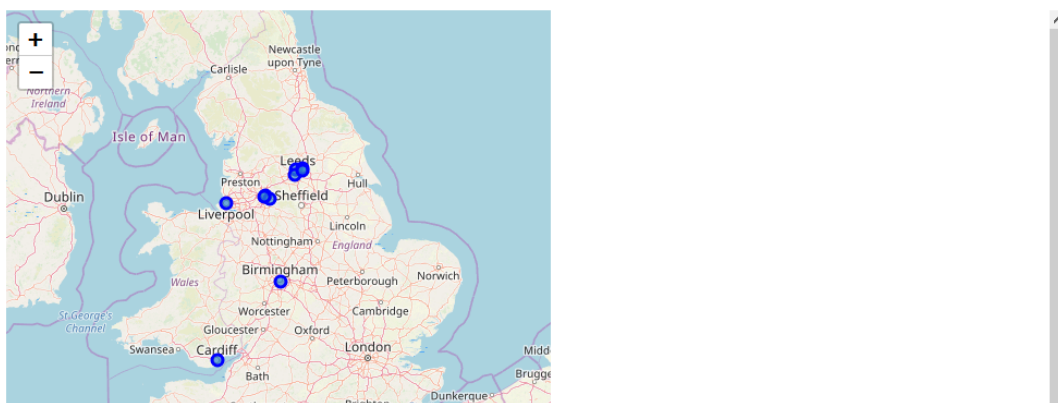 +
−
Newcastle
upon Tyne
Carlisle
Northern
Ireland
Isle of Man
Leeds
Preston
Hull
Dublin
Sheffield
Liverpool
Lincoln
Nottingham
England
Birmingham
Wales
Peterborough
Norwich
Worcester
Cambridge
St George's
Channel
Gloucester
Oxford
Swansea
Cardiff
London
Bath
Midd
Brugge
Dunkerque